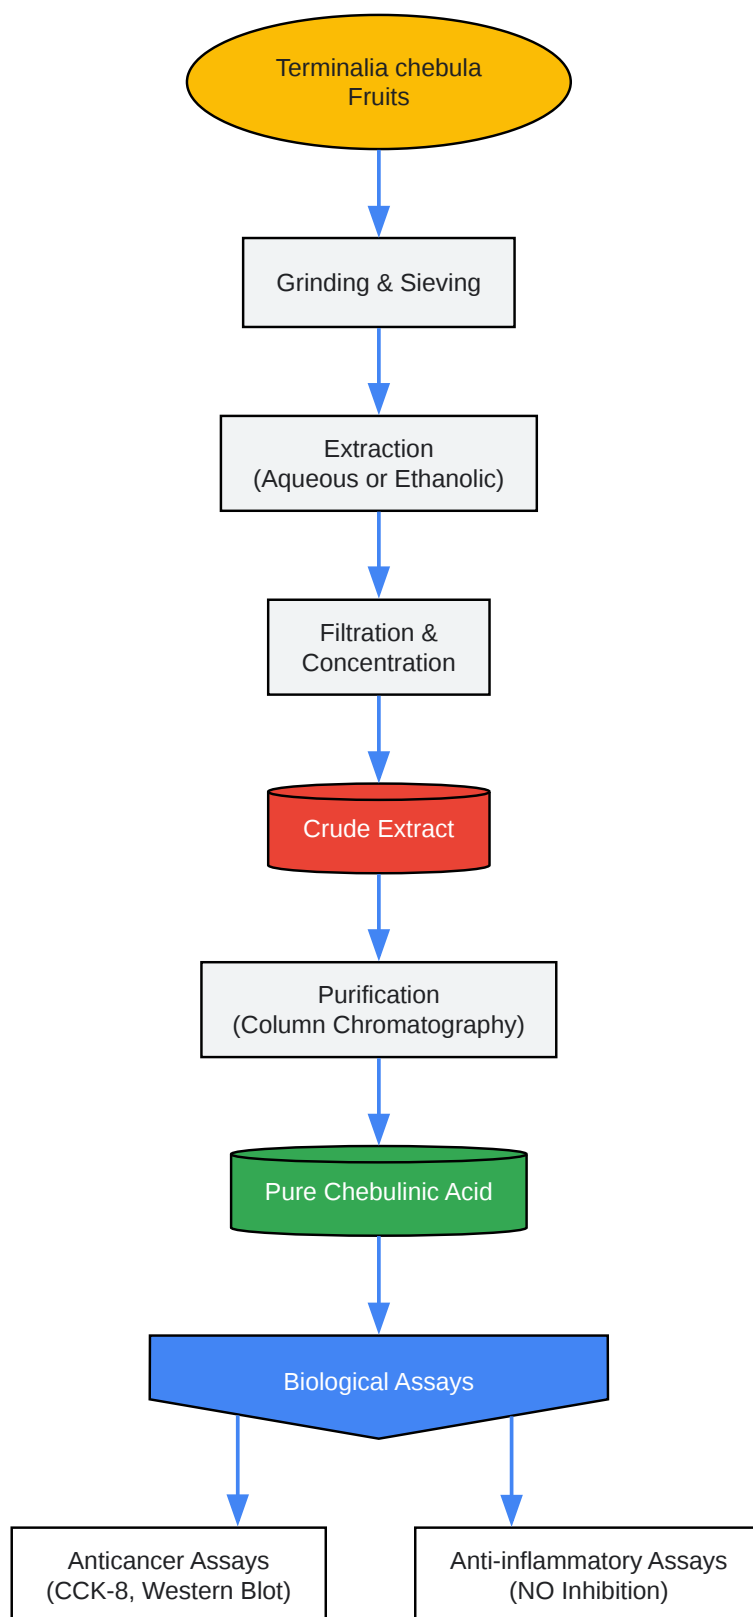 Terminalia chebula
Fruits
Grinding & Sieving
Extraction
(Aqueous or Ethanolic)
Filtration &
Concentration
Crude Extract
Purification
(Column Chromatography)
Pure Chebulinic Acid
Biological Assays
Anticancer Assays
(CCK-8, Western Blot)
Anti-inflammatory Assays
(NO Inhibition)